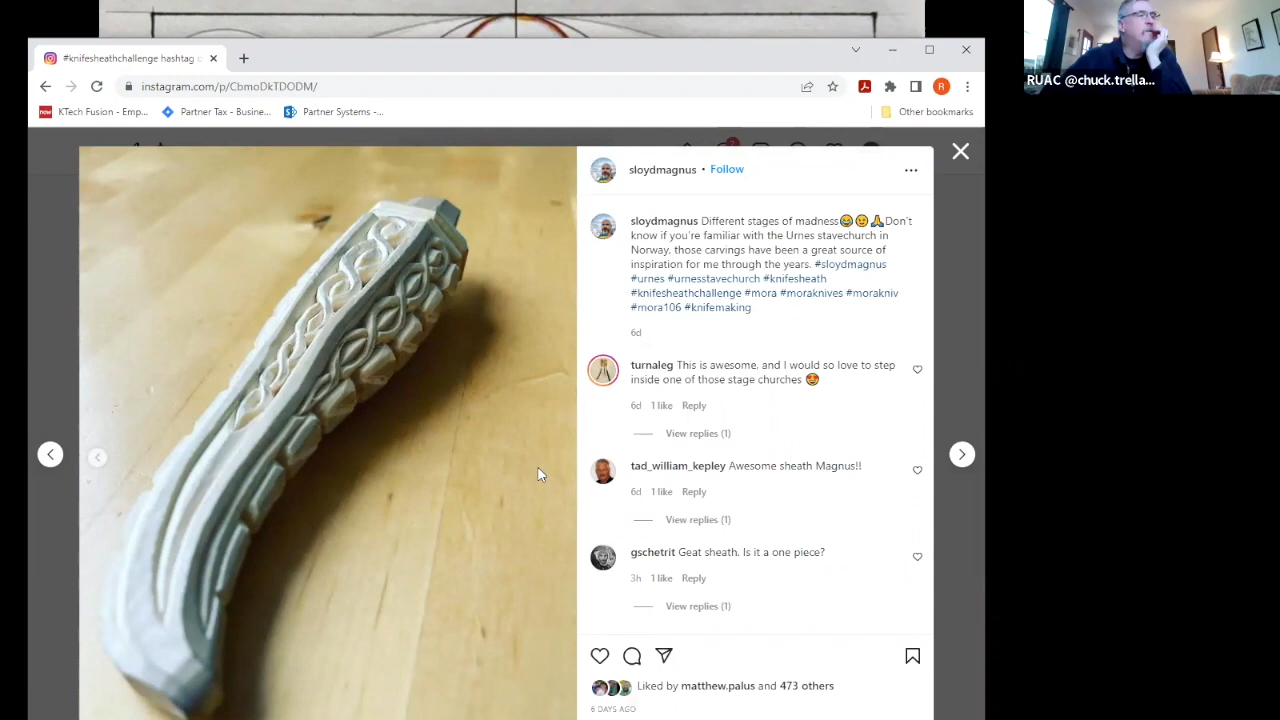 #knifesheathchallenge hashtag
instagram.com/p/CbmoDkTDODM/
R
KTech Fusion - Emp...
Partner Tax - Busine...
Partner Systems -...
Other bookmarks
RUAC @chuck.trella...
sloydmagnus • Follow
sloydmagnus Different stages of madness😂😉🙏Don't
know if you're familiar with the Urnes stavechurch in
Norway, those carvings have been a great source of
inspiration for me through the years. #sloydmagnus
#urnes #urnesstavechurch #knifesheath
#knifesheathchallenge #mora #moraknives #morakniv
#mora106 #knifemaking
6d
turnaleg This is awesome, and I would so love to step
inside one of those stage churches 😍
6d 1 like Reply
View replies (1)
tad_william_kepley Awesome sheath Magnus!!
6d 1 like Reply
View replies (1)
gschetrit Geat sheath. Is it a one piece?
3h 1 like Reply
View replies (1)
Liked by matthew.palus and 473 others
6 DAYS AGO